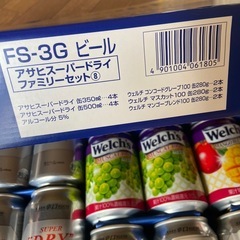 FS-3G ビール
アサヒスーパードライ
ファミリーセット⑧
アサヒスーパードライ 缶350㎖…4本
アサヒスーパードライ 缶500㎖…4本
アルコール分 5%
4 901004 061805
ウェルチ コンコードグレープ100 缶280g…2本
ウェルチ マスカット100 缶280g…2本
ウェルチ マンゴーブレンド100 缶280g…2本
Welch's
Welch's
Welch's
SUPER
"DRY"